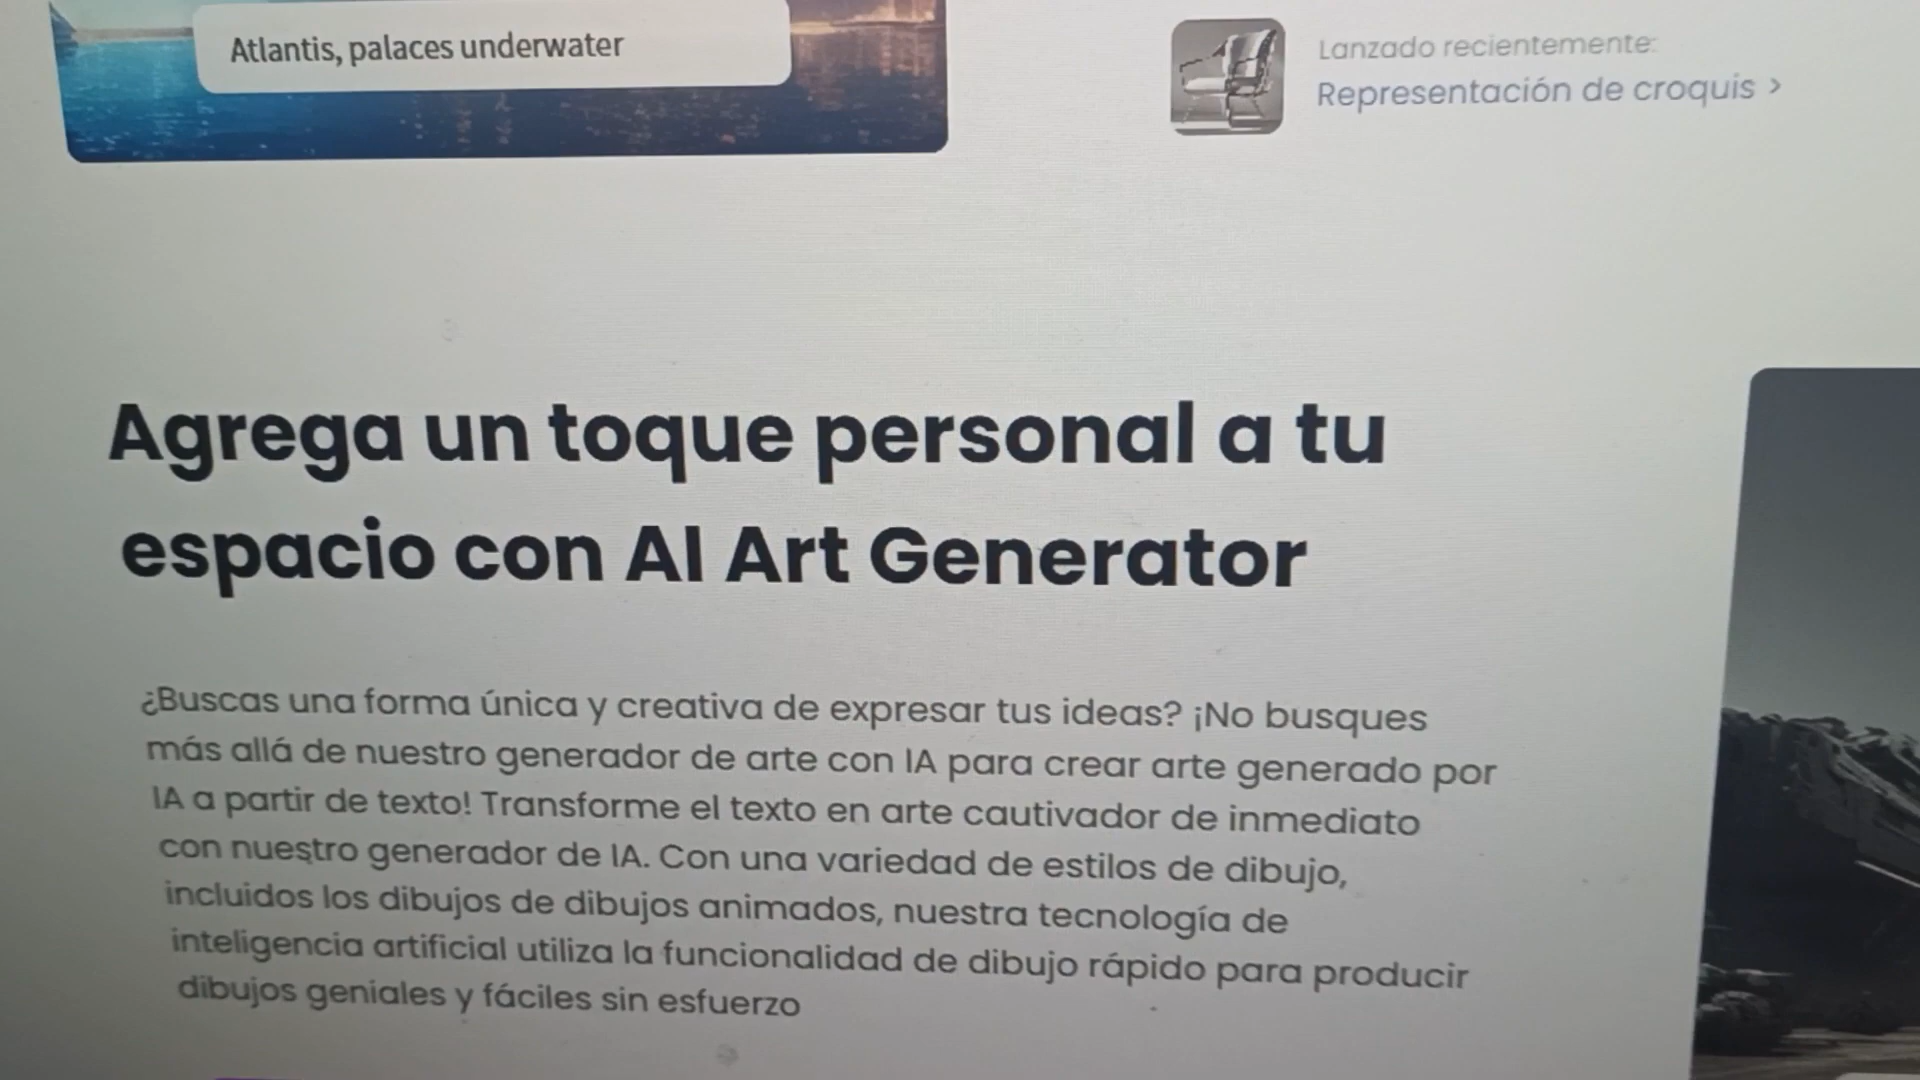 Atlantis, palaces underwater
Lanzado recientemente:
Representación de croquis >
Agrega un toque personal a tu
espacio con AI Art Generator
¿Buscas una forma única y creativa de expresar tus ideas? ¡No busques
más allá de nuestro generador de arte con IA para crear arte generado por
IA a partir de texto! Transforme el texto en arte cautivador de inmediato
con nuestro generador de IA. Con una variedad de estilos de dibujo,
incluidos los dibujos de dibujos animados, nuestra tecnología de
inteligencia artificial utiliza la funcionalidad de dibujo rápido para producir
dibujos geniales y fáciles sin esfuerzo